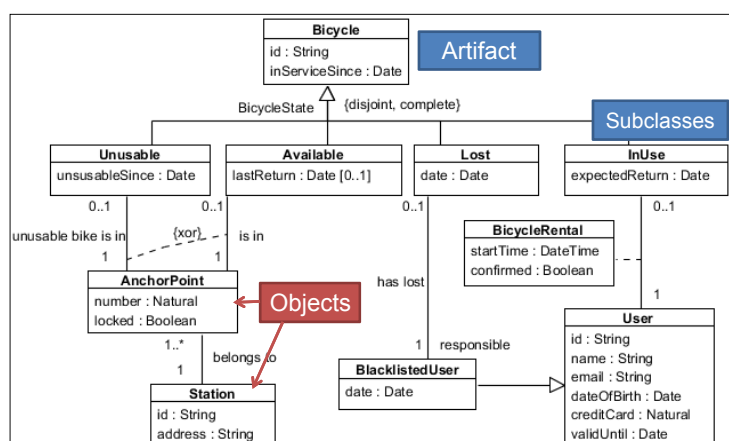 Bicycle
id : String
inServiceSince : Date
Artifact
BicycleState
{disjoint, complete}
Subclasses
Unusable
unsusableSince : Date
Available
lastReturn : Date [0..1]
Lost
date : Date
InUse
expectedReturn : Date
0..1
0..1
0..1
0..1
unusable bike is in
{xor}
is in
1
1
BicycleRental
startTime : DateTime
confirmed : Boolean
has lost
AnchorPoint
number : Natural
locked : Boolean
Objects
1
User
id : String
name : String
email : String
dateOfBirth : Date
creditCard : Natural
validUntil : Date
1..*
belongs to
1
1
responsible
BlacklistedUser
date : Date
Station
id : String
address : String